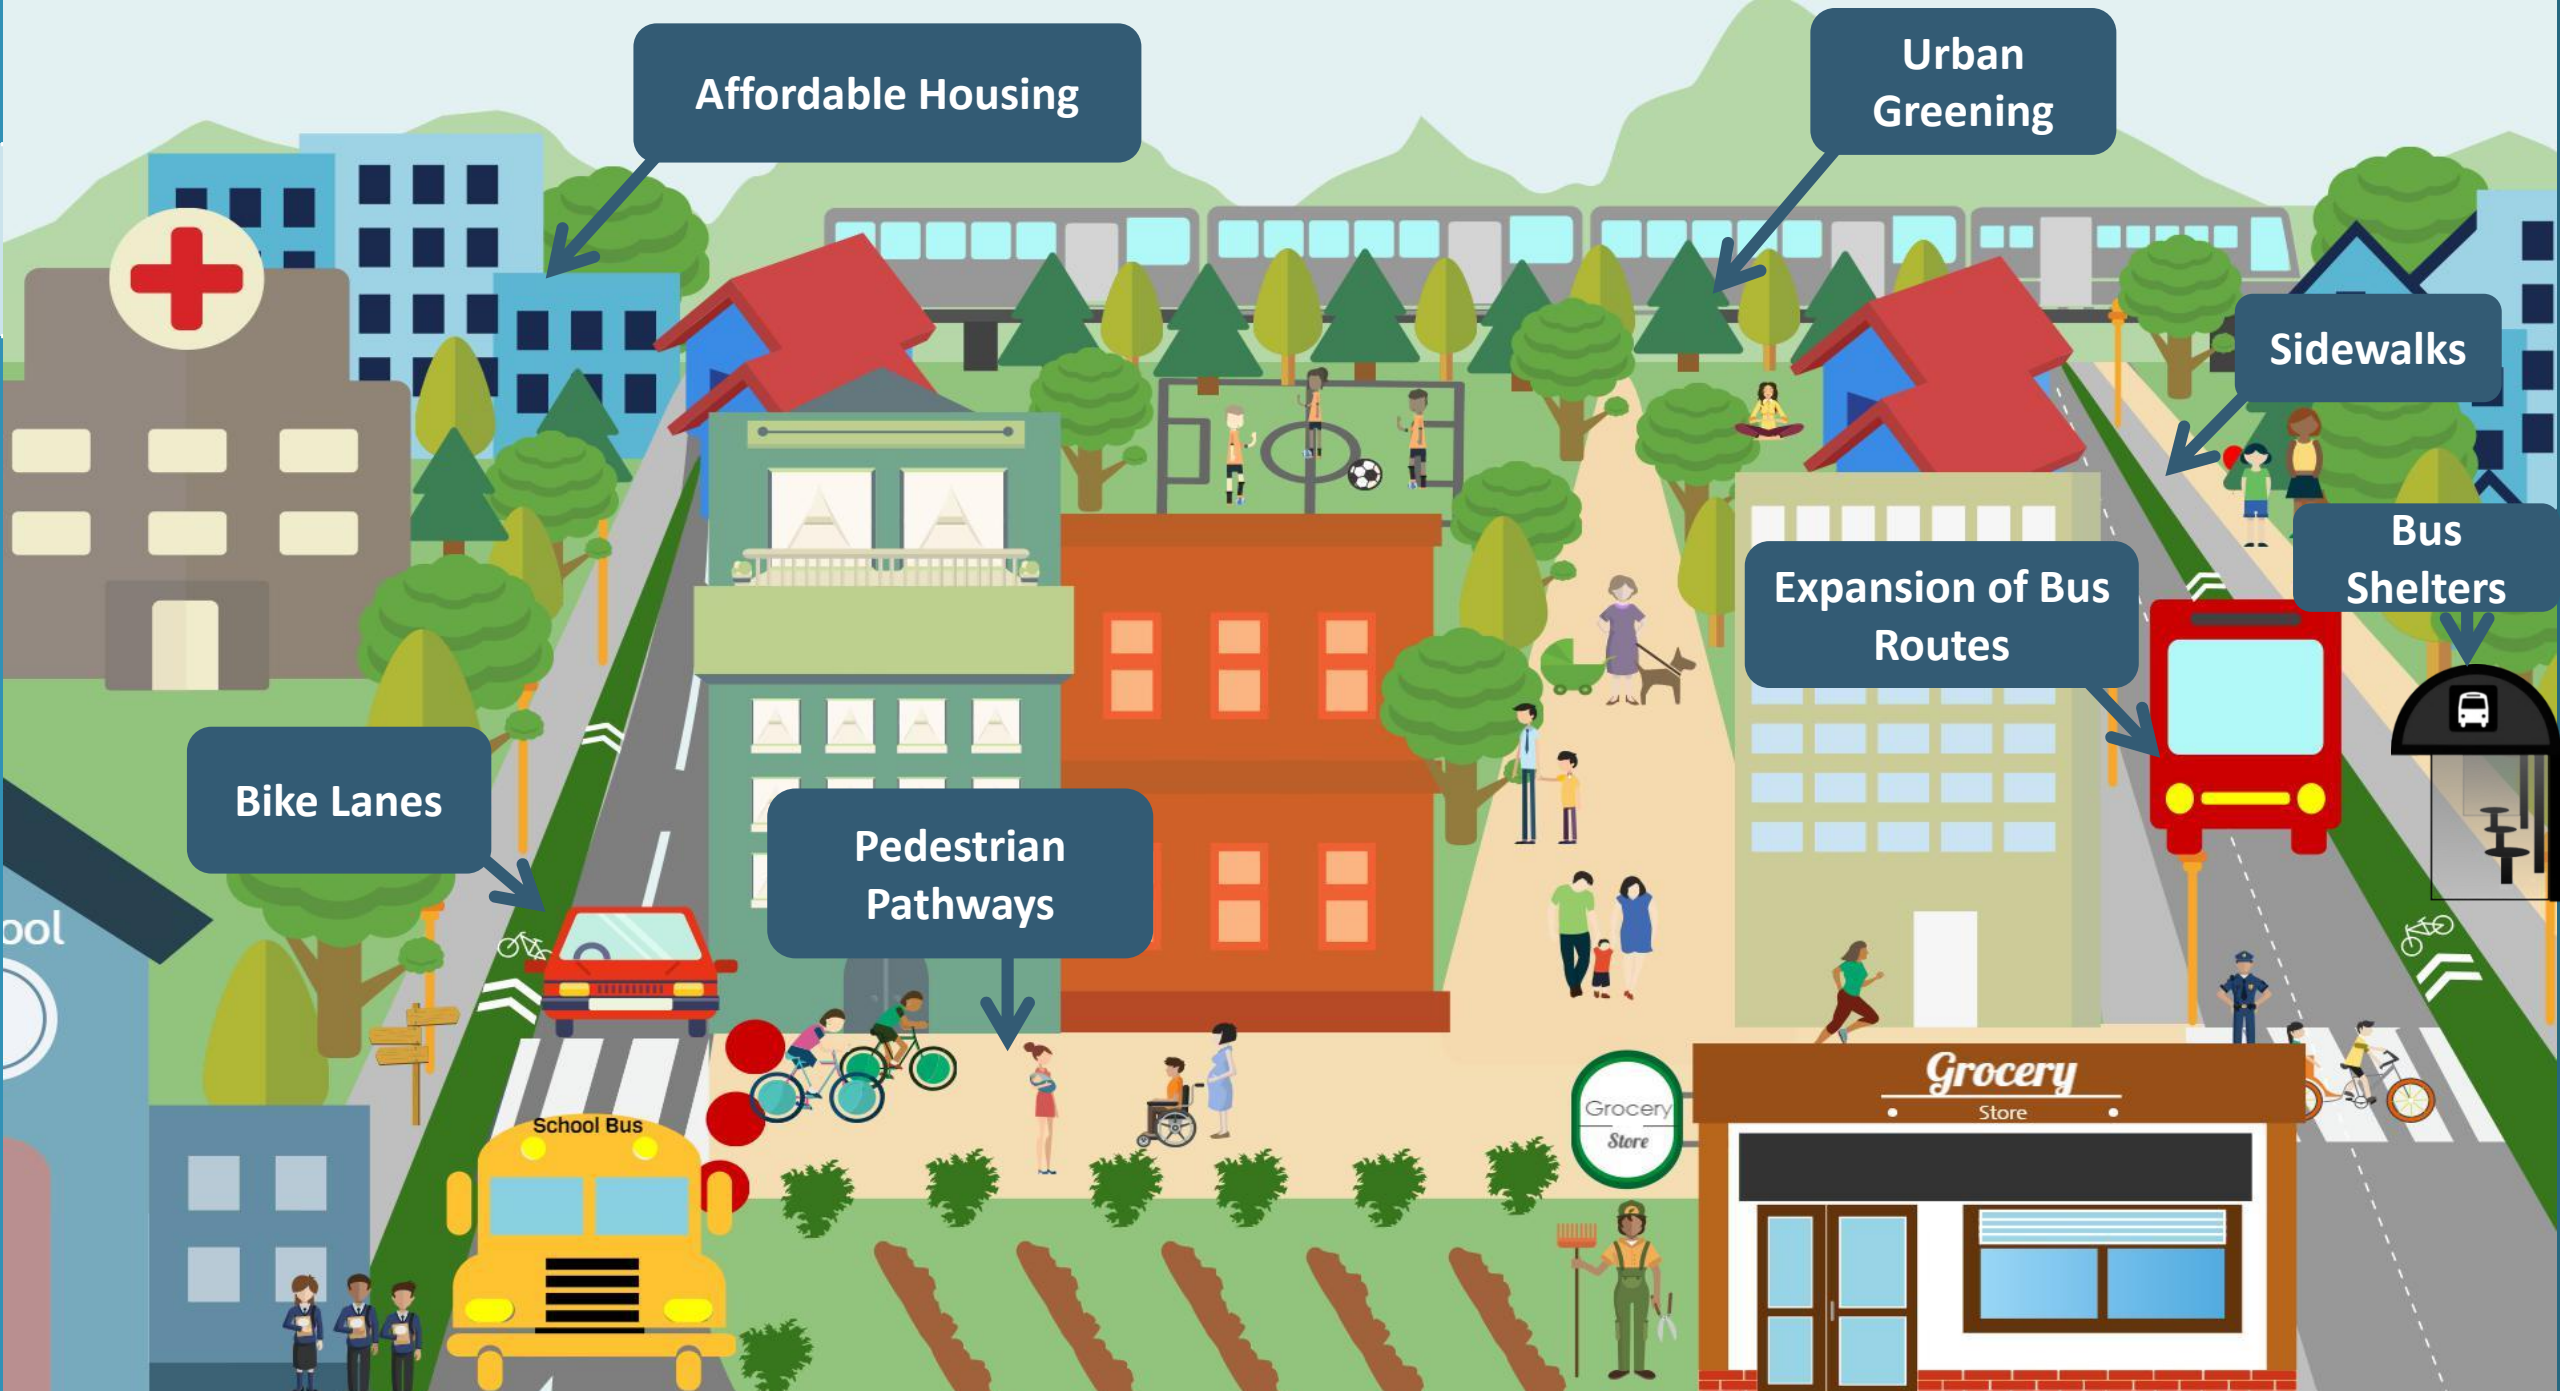 Affordable Housing
Urban
Greening
Sidewalks
Bus
Shelters
Expansion of Bus
Routes
Bike Lanes
Pedestrian
Pathways
ool
School Bus
Grocery
Store
Grocery
Store